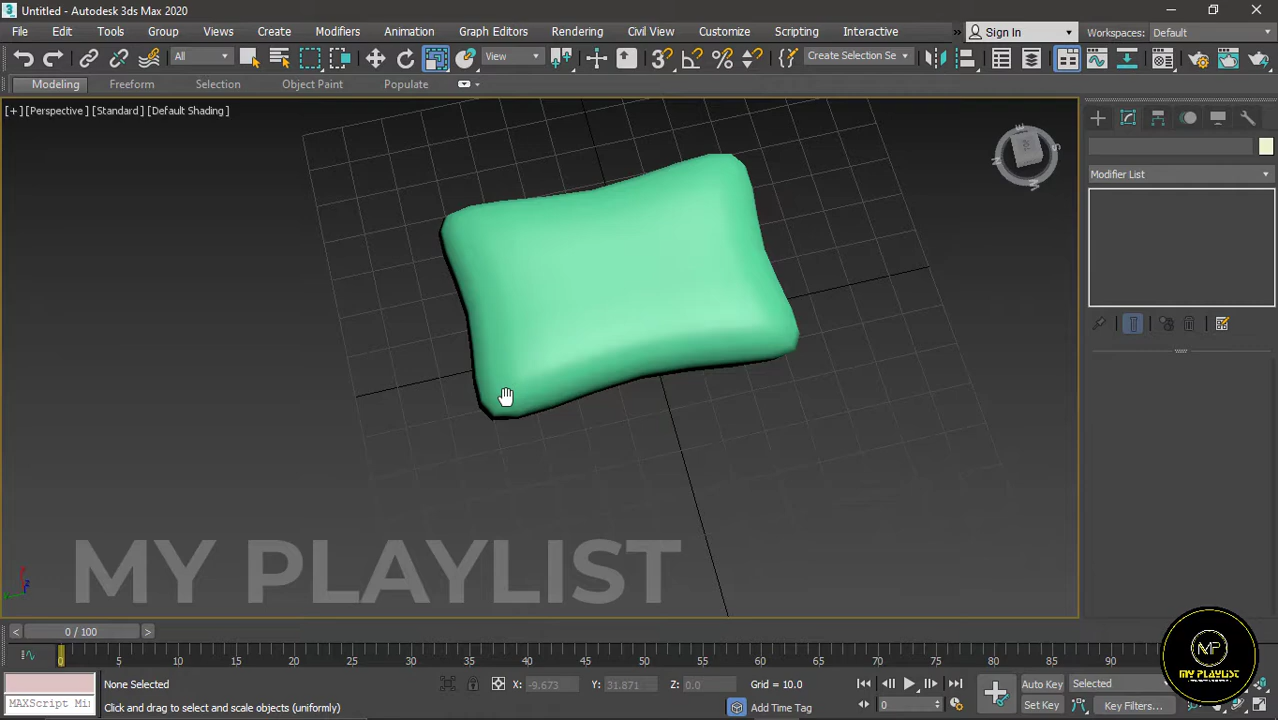 Untitled - Autodesk 3ds Max 2020
File Edit Tools Group Views Create Modifiers Animation Graph Editors Rendering Civil View Customize Scripting Interactive » Sign In Workspaces: Default
All View Create Selection Se
Modeling Freeform Selection Object Paint Populate
[+] [Perspective] [Standard] [Default Shading]
Modifier List
MY PLAYLIST
< 0 / 100 >
0 5 10 15 20 25 30 35 40 45 50 55 60 65 70 75 80 85 90
MP
MY PLAYLIST
None Selected X: -9.673 Y: 31.871 Z: 0.0 Grid = 10.0 Auto Key Selected
MAXScript Mi Click and drag to select and scale objects (uniformly) Add Time Tag 0 Set Key Key Filters...